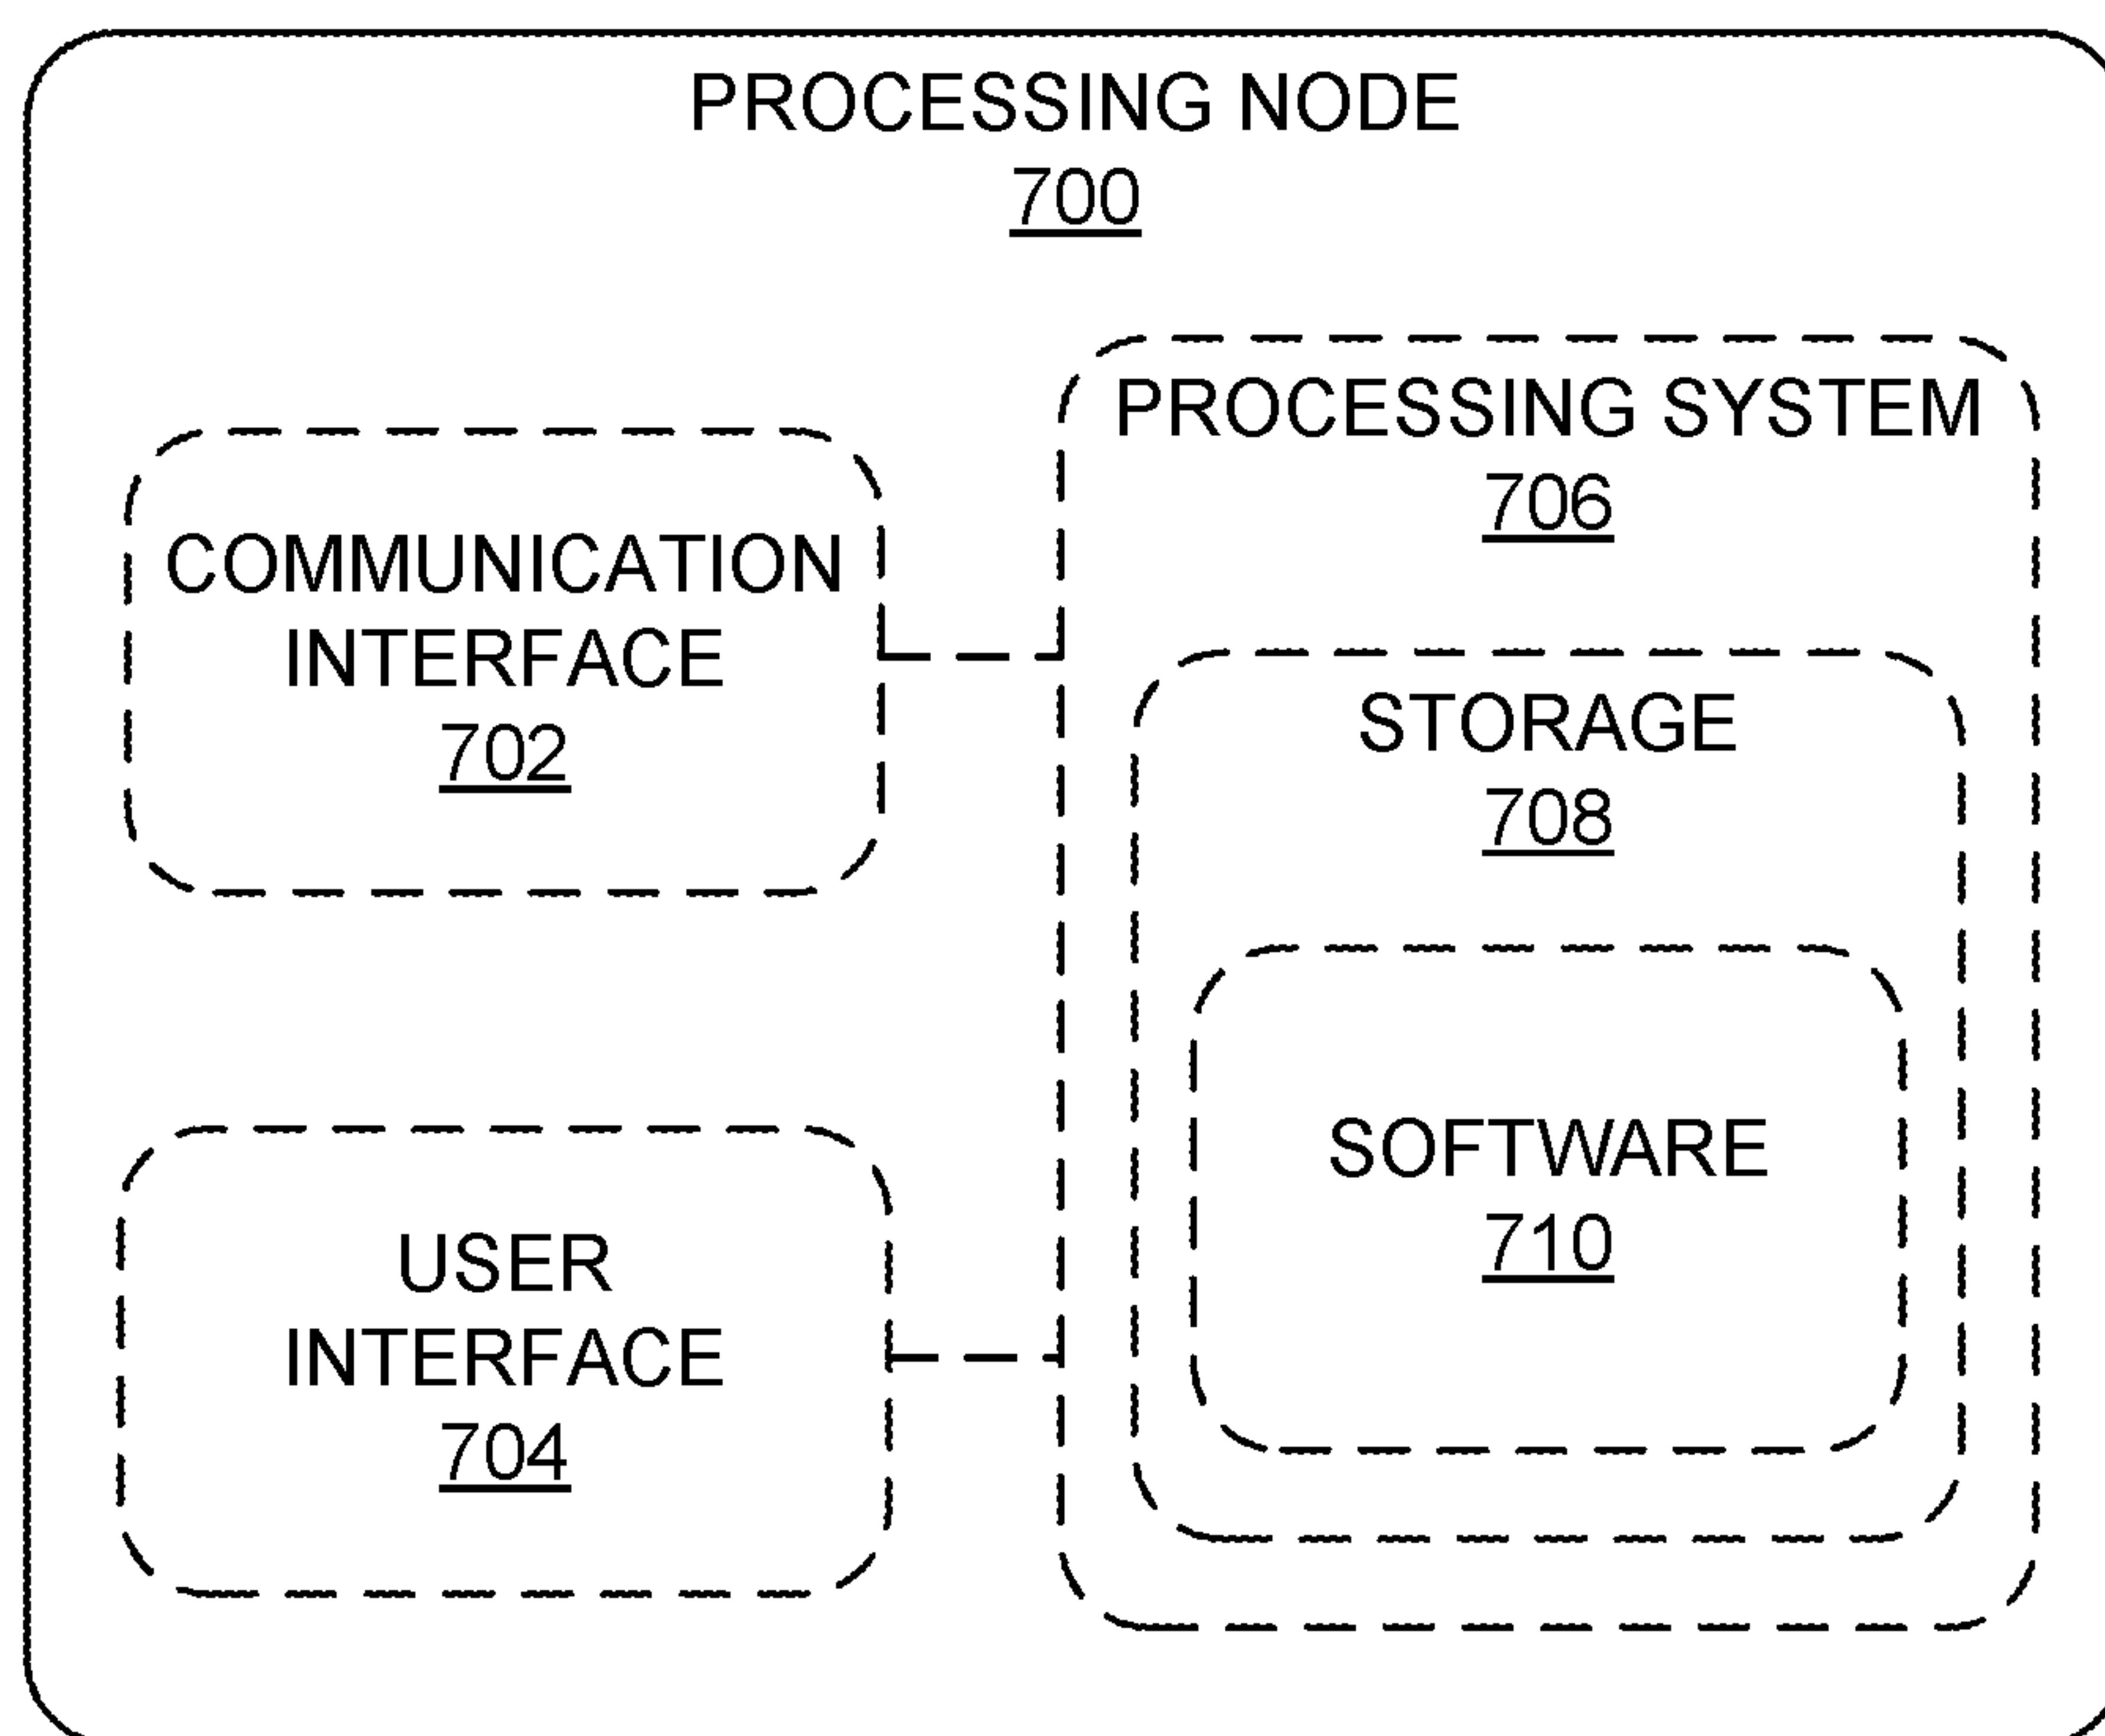 PROCESSING NODE
700
PROCESSING SYSTEM
706
COMMUNICATION
INTERFACE
702
STORAGE
708
SOFTWARE
710
USER
INTERFACE
704